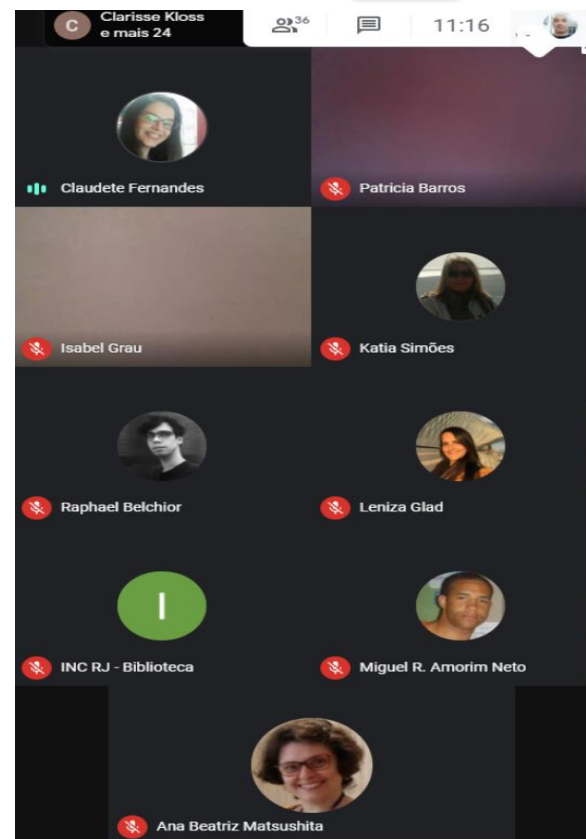 C
Clarisse Kloss
e mais 24
36
11:16
Claudete Fernandes
Patricia Barros
Isabel Grau
Katia Simões
Raphael Belchior
Leniza Glad
I
INC RJ - Biblioteca
Miguel R. Amorim Neto
Ana Beatriz Matsushita